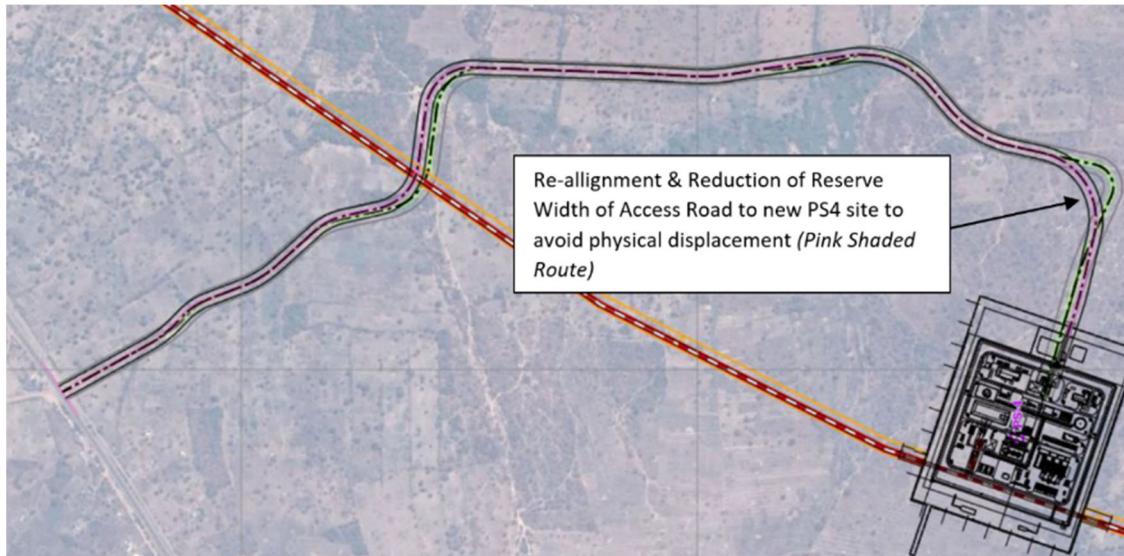 Re-allignment & Reduction of Reserve
Width of Access Road to new PS4 site to
avoid physical displacement (Pink Shaded
Route)